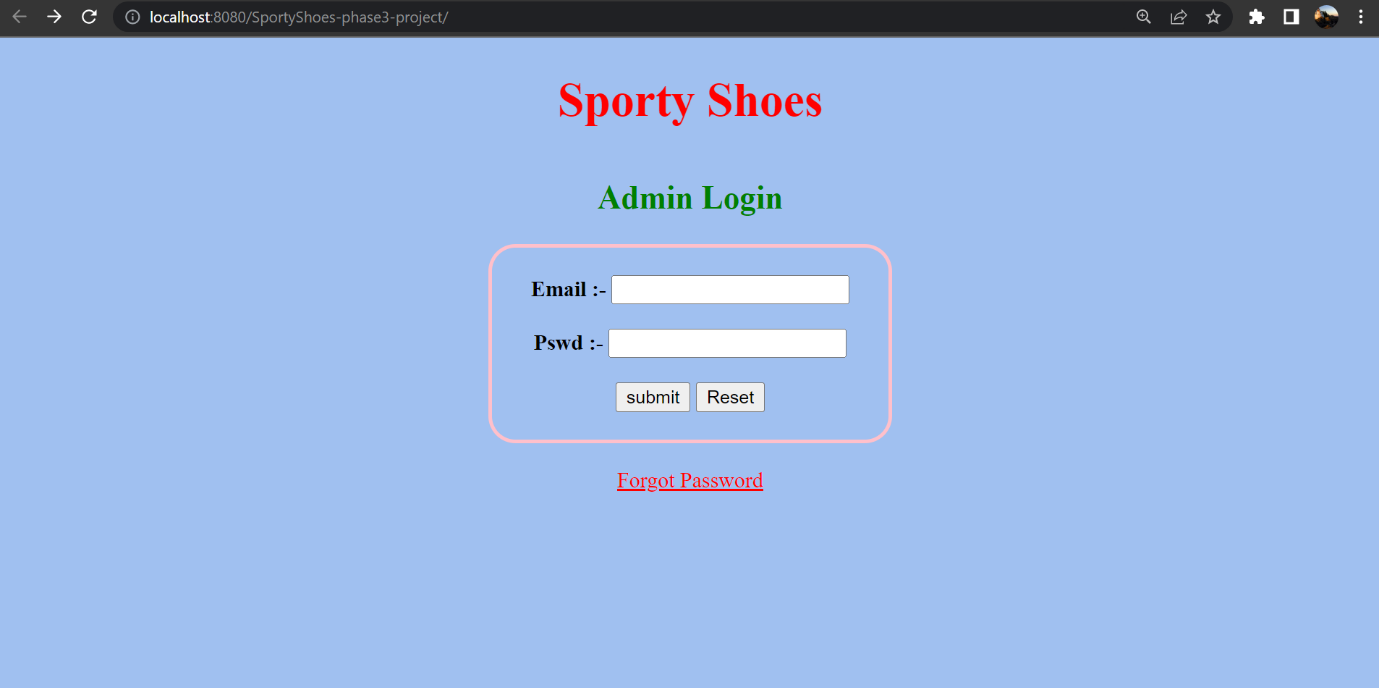 localhost:8080/SportyShoes-phase3-project/
Sporty Shoes
Admin Login
Email :-
Pswd :-
submit Reset
Forgot Password